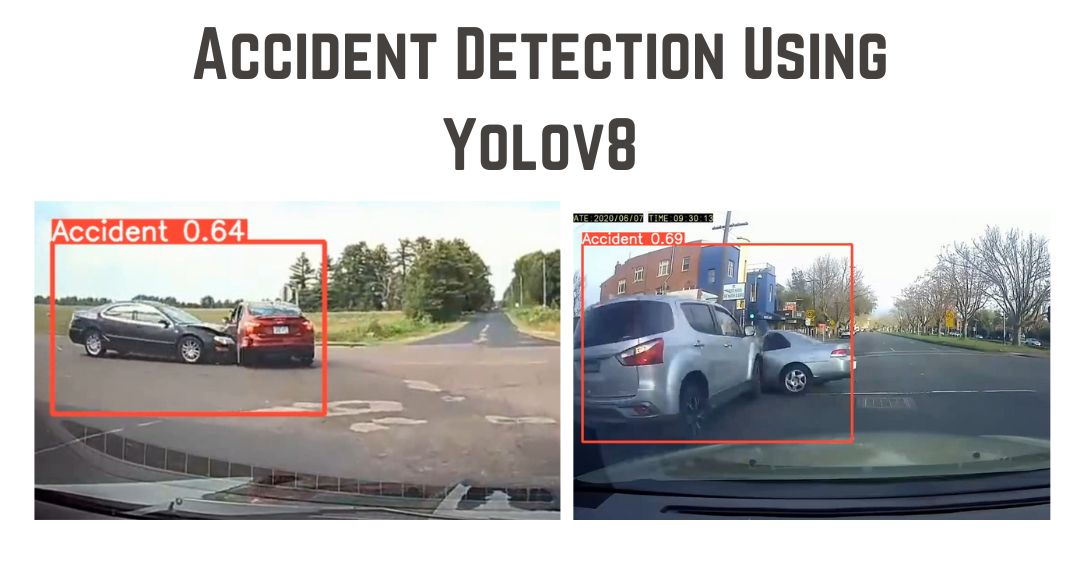 Accident Detection Using
Yolov8
Accident 0.64
ATE:2020/06/07 TIME:09:30:13
Accident 0.69